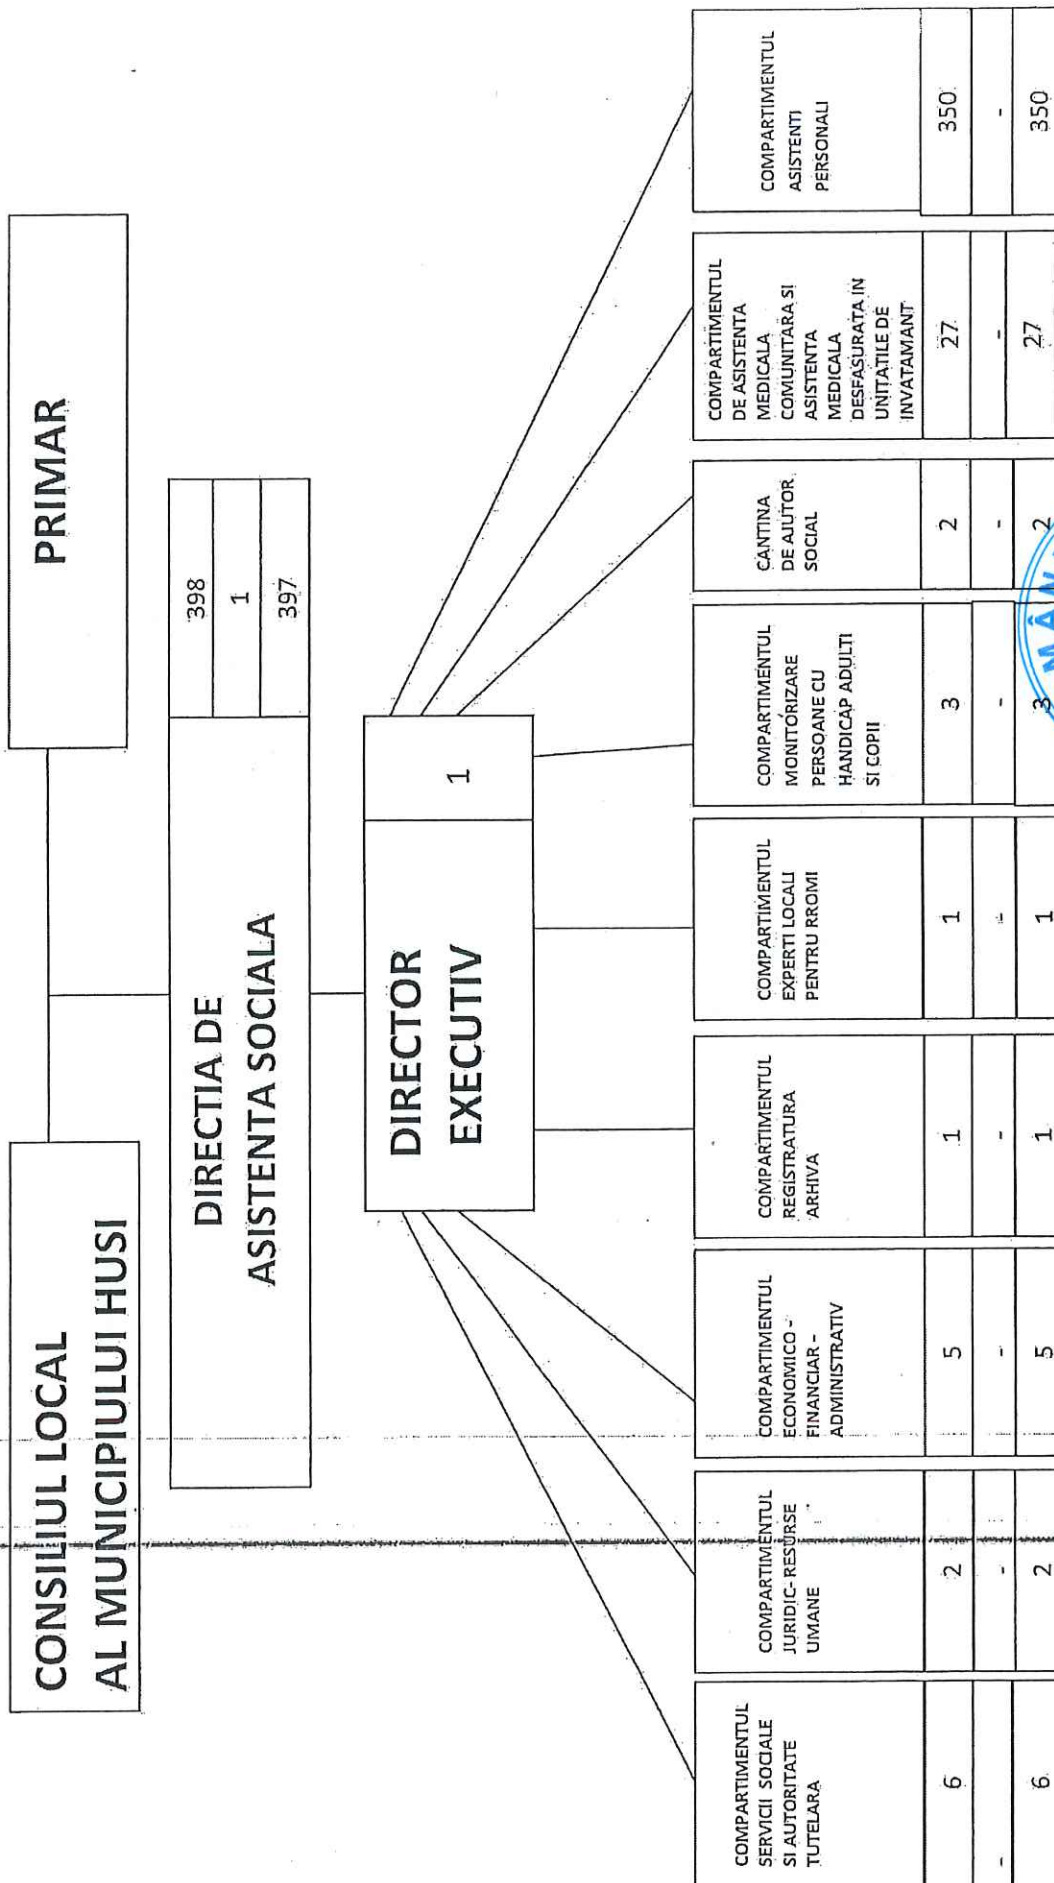 CONSILIUL LOCAL
AL MUNICIPIULUI HUSI
PRIMAR
DIRECTIA DE
ASISTENTA SOCIALA
398
1
397
DIRECTOR
EXECUTIV
1
COMPARTIMENTUL
SERVICII SOCIALE
SI AUTORITATE
TUTELARA
6
-
6
COMPARTIMENTUL
JURIDIC- RESURSE
UMANE
2
-
2
COMPARTIMENTUL
ECONOMICO -
FINANCIAR -
ADMINISTRATIV
5
-
5
COMPARTIMENTUL
REGISTRATURA
ARHIVA
1
-
1
COMPARTIMENTUL
EXPERTI LOCALI
PENTRU RROMI
1
-
1
COMPARTIMENTUL
MONITORIZARE
PERSOANE CU
HANDICAP ADULTI
SI COPII
3
-
3
CANTINA
DE AJUTOR
SOCIAL
2
-
2
COMPARTIMENTUL
DE ASISTENTA
MEDICALA
COMUNITARA SI
ASISTENTA
MEDICALA
DESFASURATA IN
UNITATILE DE
INVATAMANT
27
-
27
COMPARTIMENTUL
ASISTENTI
PERSONALI
350
-
350